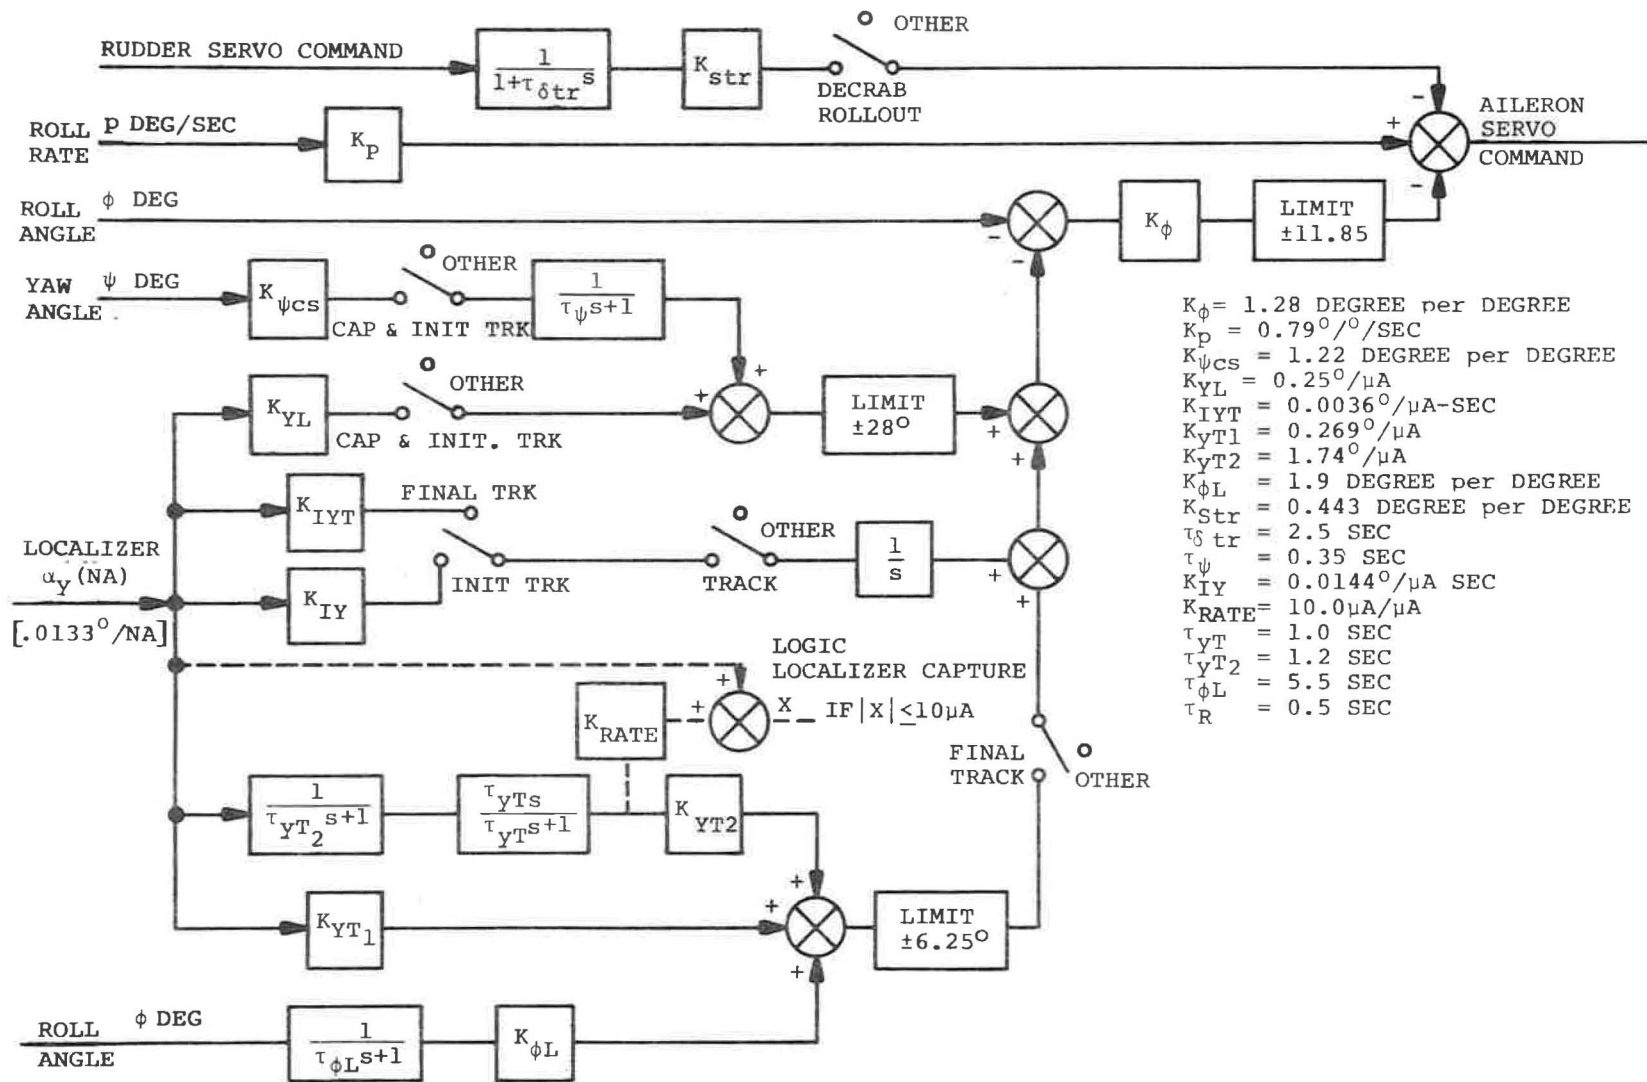 OTHER
RUDDER SERVO COMMAND
1
1+τδtr s
Kstr
DECRAB
ROLLOUT
AILERON
SERVO
COMMAND
ROLL
RATE
p DEG/SEC
KP
-
+
-
ROLL
ANGLE
ϕ DEG
-
-
Kϕ
LIMIT
±11.85
YAW
ANGLE
ψ DEG
Kψcs
OTHER
CAP & INIT TRK
1
τψs+1
+
+
KYL
OTHER
CAP & INIT. TRK
LIMIT
±28°
+
+
KIYT
FINAL TRK
INIT TRK
OTHER
TRACK
1
s
+
+
LOCALIZER
αy (NA)
[.0133°/NA]
KIY
LOGIC
LOCALIZER CAPTURE
+
+
X
IF |X| ≤10μA
KRATE
FINAL
TRACK
OTHER
1
τyT2 s+1
τyTs
τyTs+1
KYT2
+
+
+
KYT1
LIMIT
±6.25°
ROLL
ANGLE
ϕ DEG
1
τϕLs+1
KϕL
Kϕ = 1.28 DEGREE per DEGREE
Kp = 0.79°/°/SEC
Kψcs = 1.22 DEGREE per DEGREE
KYL = 0.25°/μA
KIYT = 0.0036°/μA-SEC
KyT1 = 0.269°/μA
KyT2 = 1.74°/μA
KϕL = 1.9 DEGREE per DEGREE
KStr = 0.443 DEGREE per DEGREE
τδtr = 2.5 SEC
τψ = 0.35 SEC
KIY = 0.0144°/μA SEC
KRATE = 10.0μA/μA
τyT = 1.0 SEC
τyT2 = 1.2 SEC
τϕL = 5.5 SEC
τR = 0.5 SEC